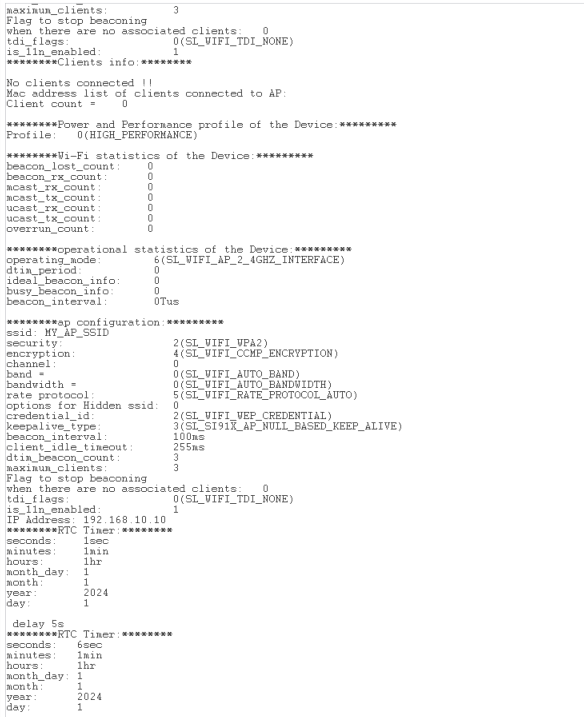 maximum_clients: 3
Flag to stop beaconing
when there are no associated clients: 0
tdi_flags: 0(SL_WIFI_TDI_NONE)
is_11n_enabled: 1
********Clients info:********
No clients connected !!
Mac address list of clients connected to AP:
Client count = 0
********Power and Performance profile of the Device:*********
Profile: 0(HIGH_PERFORMANCE)
********Wi-Fi statistics of the Device:*********
beacon_lost_count: 0
beacon_rx_count: 0
mcast_rx_count: 0
mcast_tx_count: 0
ucast_rx_count: 0
ucast_tx_count: 0
overrun_count: 0
********operational statistics of the Device:*********
operating_mode: 6(SL_WIFI_AP_2_4GHZ_INTERFACE)
dtim_period: 0
ideal_beacon_info: 0
busy_beacon_info: 0
beacon_interval: 0Tus
********ap configuration:*********
ssid: MY_AP_SSID
security: 2(SL_WIFI_WPA2)
encryption: 4(SL_WIFI_CCMP_ENCRYPTION)
channel: 0
band = 0(SL_WIFI_AUTO_BAND)
bandwidth = 0(SL_WIFI_AUTO_BANDWIDTH)
rate protocol: 5(SL_WIFI_RATE_PROTOCOL_AUTO)
options for Hidden ssid: 0
credential_id: 2(SL_WIFI_WEP_CREDENTIAL)
keepalive_type: 3(SL_SI91X_AP_NULL_BASED_KEEP_ALIVE)
beacon_interval: 100ms
client_idle_timeout: 255ms
dtim_beacon_count: 3
maximum_clients: 3
Flag to stop beaconing
when there are no associated clients: 0
tdi_flags: 0(SL_WIFI_TDI_NONE)
is_11n_enabled: 1
IP Address: 192.168.10.10
********RTC Timer:********
seconds: 1sec
minutes: 1min
hours: 1hr
month_day: 1
month: 1
year: 2024
day: 1
delay 5s
********RTC Timer:********
seconds: 6sec
minutes: 1min
hours: 1hr
month_day: 1
month: 1
year: 2024
day: 1